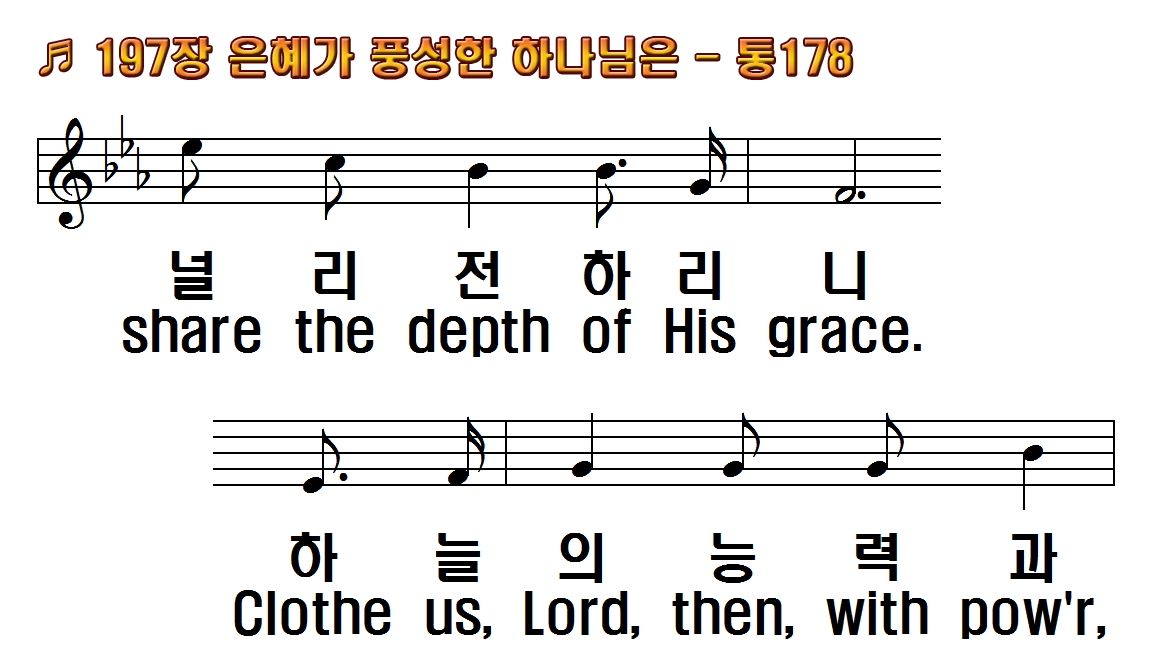 ♬ 197장 은혜가 풍성한 하나님은 - 통178
널 리 전 하 리 니
share the depth of His grace.
하 늘 의 능 력 과
Clothe us, Lord, then, with pow'r,